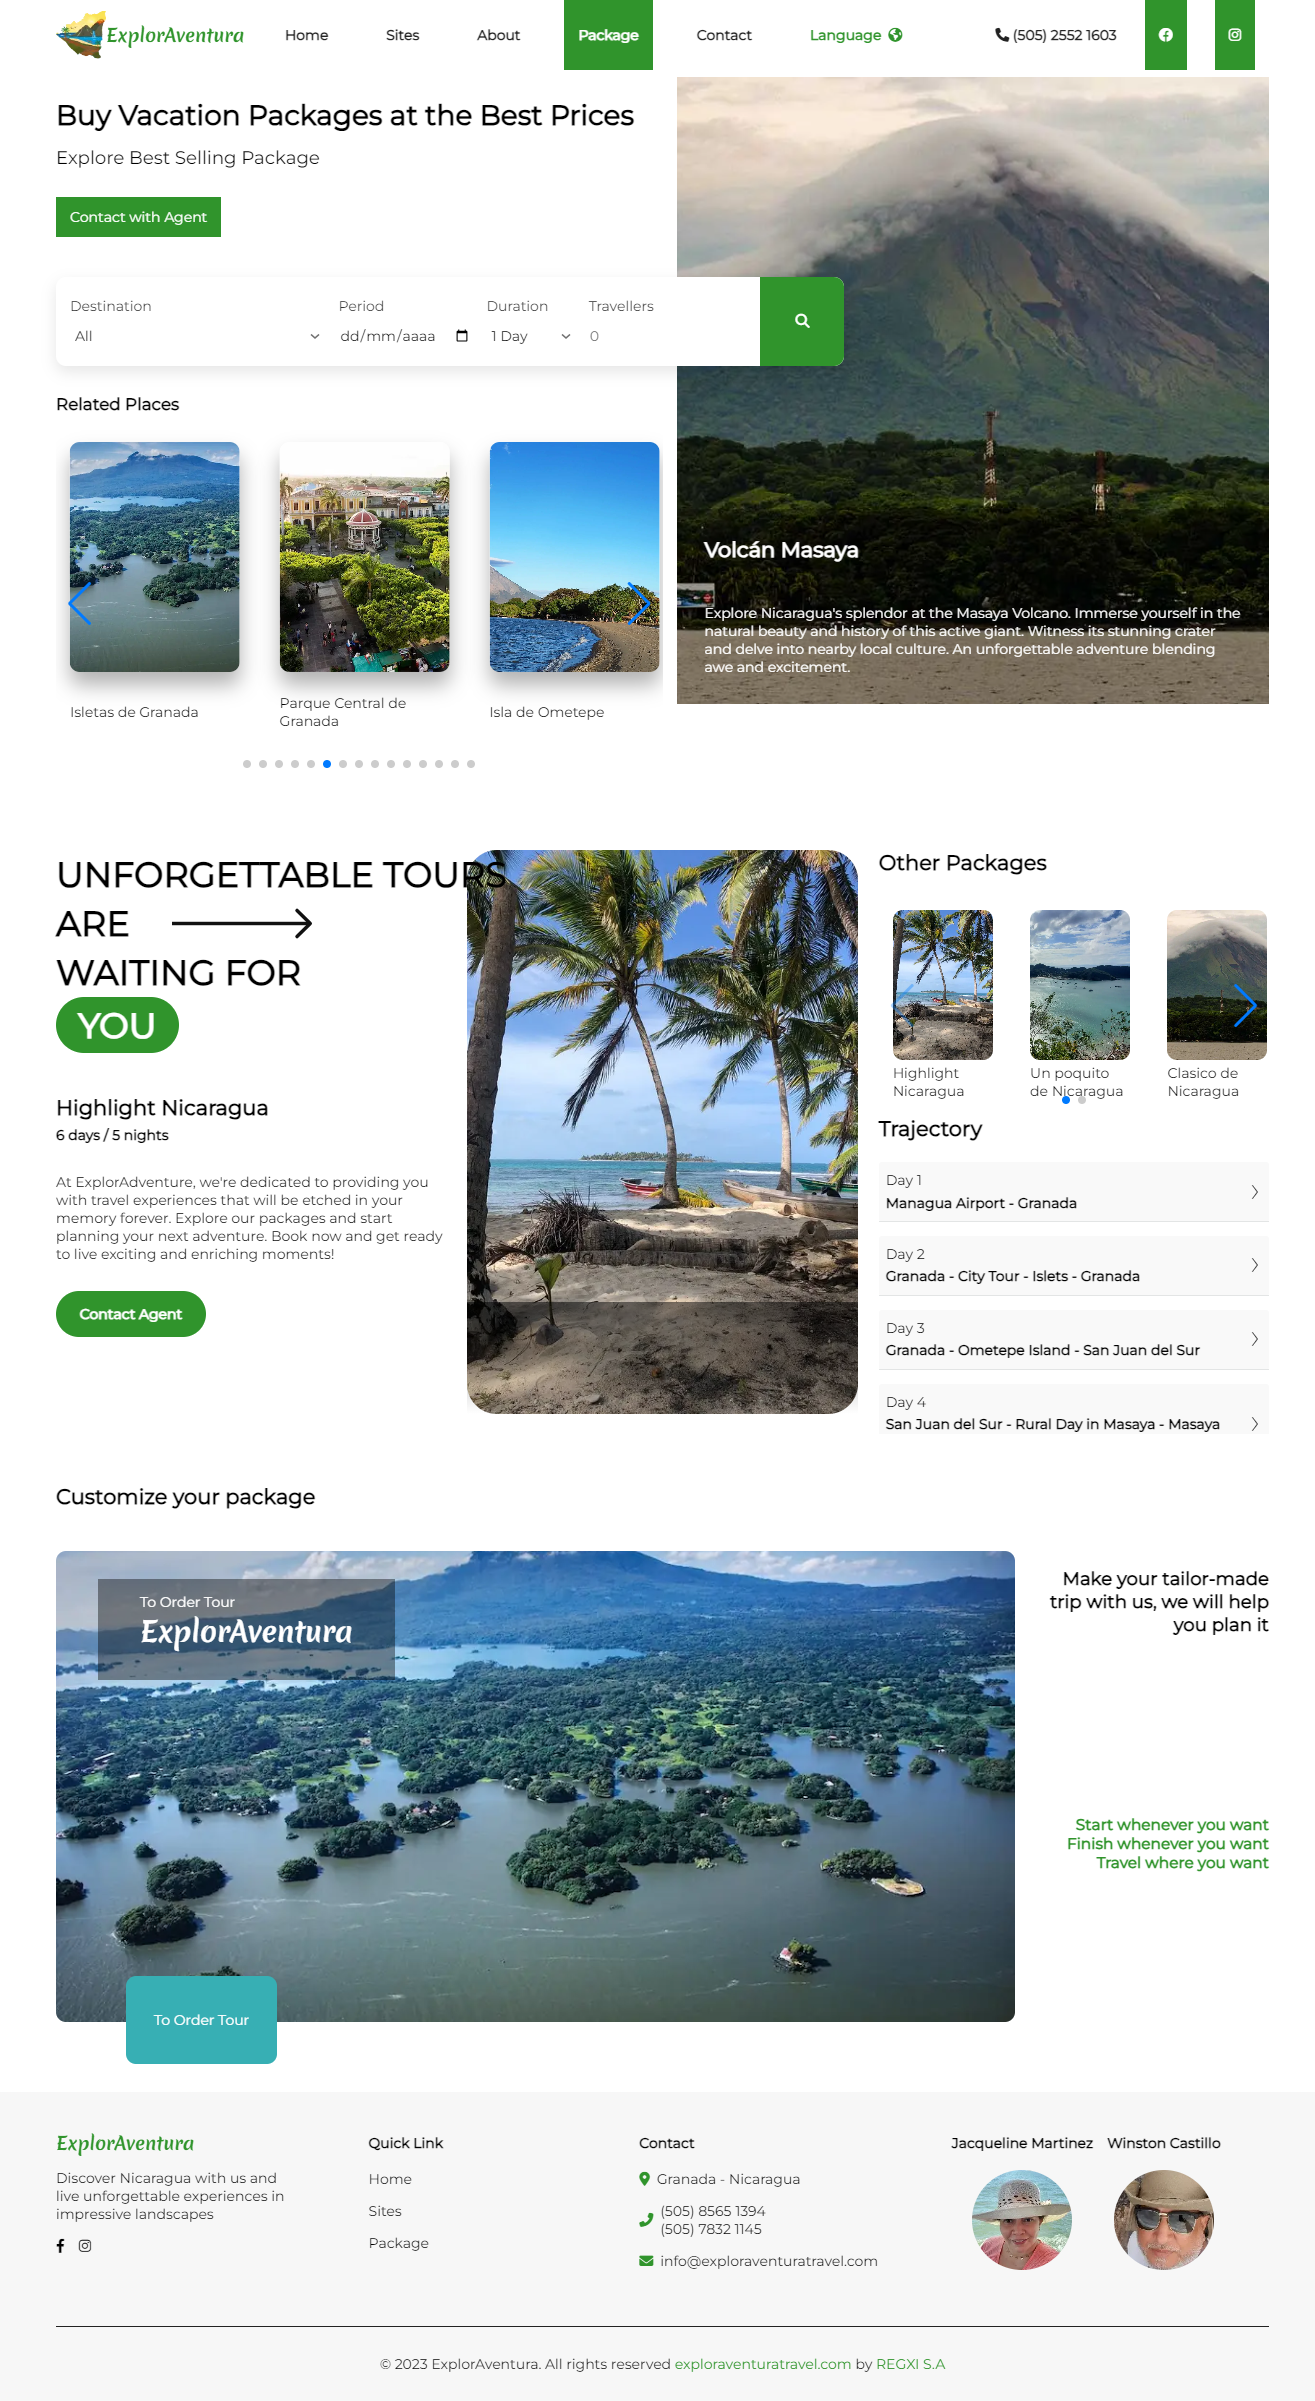 ExplorAventura
Home
Sites
About
Package
Contact
Language
(505) 2552 1603
Buy Vacation Packages at the Best Prices
Explore Best Selling Package
Contact with Agent
Destination
All
Period
dd/mm/aaaa
Duration
1 Day
Travellers
0
Related Places
Isletas de Granada
Parque Central de
Granada
Isla de Ometepe
Volcán Masaya
Explore Nicaragua's splendor at the Masaya Volcano. Immerse yourself in the
natural beauty and history of this active giant. Witness its stunning crater
and delve into nearby local culture. An unforgettable adventure blending
awe and excitement.
UNFORGETTABLE TOURS
ARE
WAITING FOR
YOU
Highlight Nicaragua
6 days / 5 nights
At ExplorAdventure, we're dedicated to providing you
with travel experiences that will be etched in your
memory forever. Explore our packages and start
planning your next adventure. Book now and get ready
to live exciting and enriching moments!
Contact Agent
Other Packages
Highlight
Nicaragua
Un poquito
de Nicaragua
Clasico de
Nicaragua
Trajectory
Day 1
Managua Airport - Granada
Day 2
Granada - City Tour - Islets - Granada
Day 3
Granada - Ometepe Island - San Juan del Sur
Day 4
San Juan del Sur - Rural Day in Masaya - Masaya
Customize your package
To Order Tour
ExplorAventura
To Order Tour
Make your tailor-made
trip with us, we will help
you plan it
Start whenever you want
Finish whenever you want
Travel where you want
ExplorAventura
Discover Nicaragua with us and
live unforgettable experiences in
impressive landscapes
Quick Link
Home
Sites
Package
Contact
Granada - Nicaragua
(505) 8565 1394
(505) 7832 1145
info@exploraventuratravel.com
Jacqueline Martinez
Winston Castillo
© 2023 ExplorAventura. All rights reserved exploraventuratravel.com by REGXI S.A